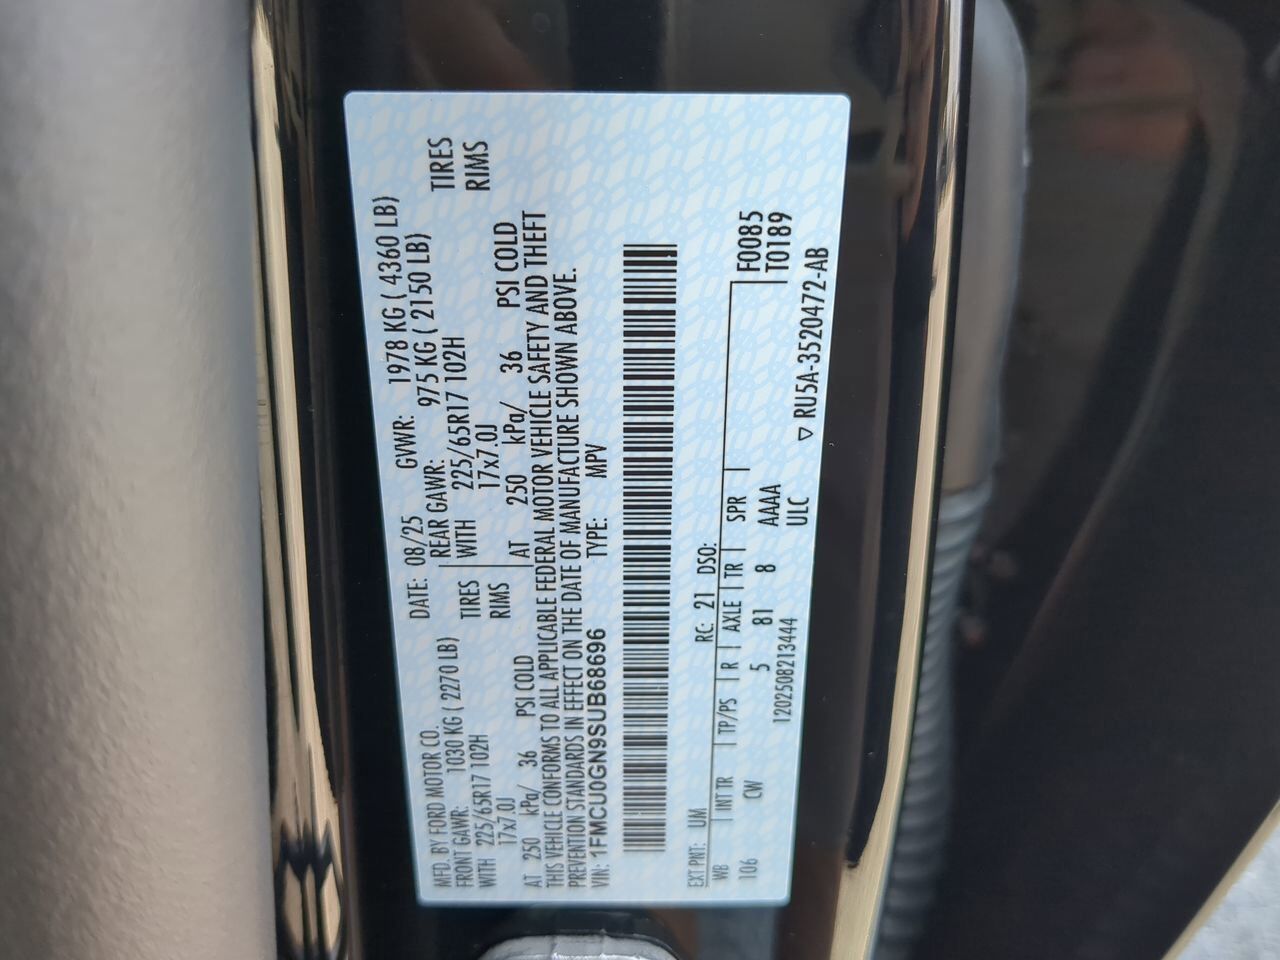 MFD. BY FORD MOTOR CO. DATE: 08/25 GVWR: 1978 KG ( 4360 LB)
FRONT GAWR: 1030 KG ( 2270 LB) REAR GAWR: 975 KG ( 2150 LB)
WITH 225/65R17 102H TIRES WITH 225/65R17 102H TIRES
17x7.0J RIMS 17x7.0J RIMS
AT 250 kPa/ 36 PSI COLD AT 250 kPa/ 36 PSI COLD
THIS VEHICLE CONFORMS TO ALL APPLICABLE FEDERAL MOTOR VEHICLE SAFETY AND THEFT
PREVENTION STANDARDS IN EFFECT ON THE DATE OF MANUFACTURE SHOWN ABOVE.
VIN: 1FMCU0GN9SUB68696 TYPE: MPV
EXT PNT: UM RC: 21 DSO:
WB INT TR TP/PS R AXLE TR SPR F0085
106 CW 5 81 8 AAAA T0189
1202508213444 ULC
▽ RU5A-3520472-AB